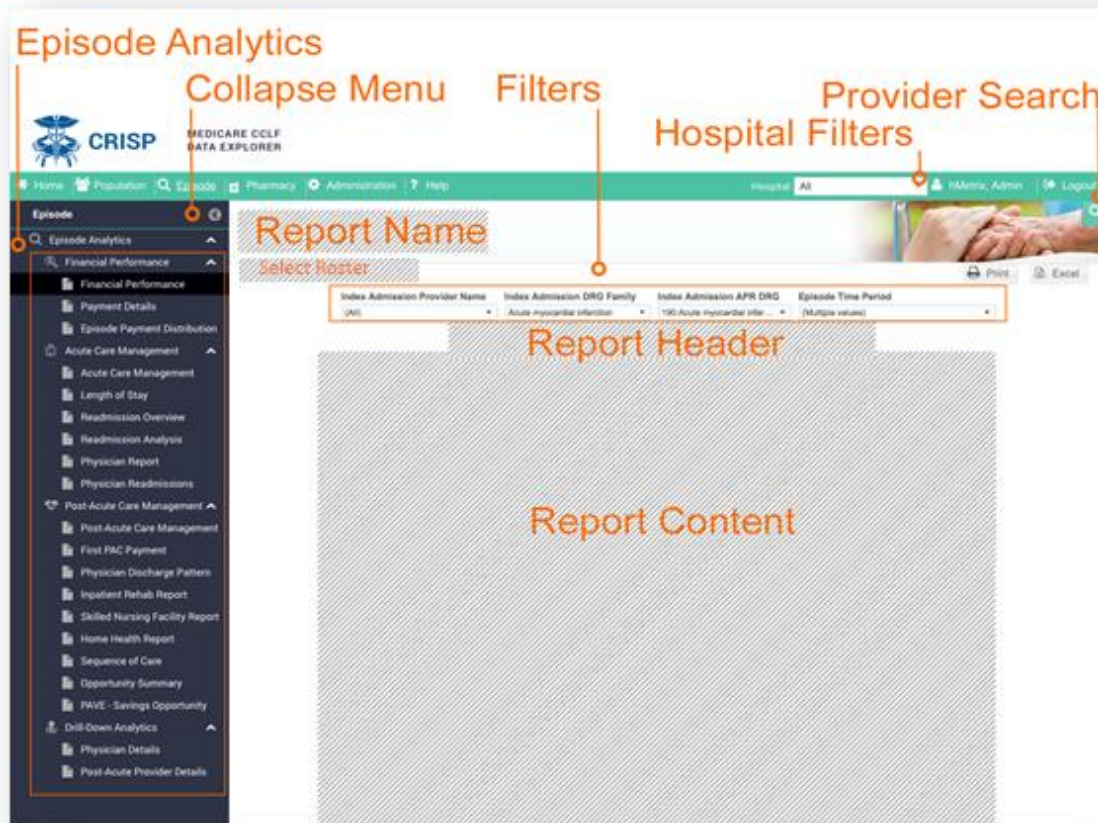 Episode Analytics
Collapse Menu
Filters
Provider Search
Hospital Filters
CRISP
MEDICARE CCLF
DATA EXPLORER
Home Population Episode Pharmacy Administration ? Help
Hospital All hMetrix, Admin Logout
Episode
Episode Analytics
Financial Performance
Financial Performance
Payment Details
Episode Payment Distribution
Acute Care Management
Acute Care Management
Length of Stay
Readmission Overview
Readmission Analysis
Physician Report
Physician Readmissions
Post-Acute Care Management
Post-Acute Care Management
First PAC Payment
Physician Discharge Pattern
Inpatient Rehab Report
Skilled Nursing Facility Report
Home Health Report
Sequence of Care
Opportunity Summary
PAVE - Savings Opportunity
Drill-Down Analytics
Physician Details
Post-Acute Provider Details
Report Name
Select Roster
Print Excel
Index Admission Provider Name Index Admission DRG Family Index Admission APR DRG Episode Time Period
(All) Acute myocardial infarction 190 Acute myocardial infar... (Multiple values)
Report Header
Report Content